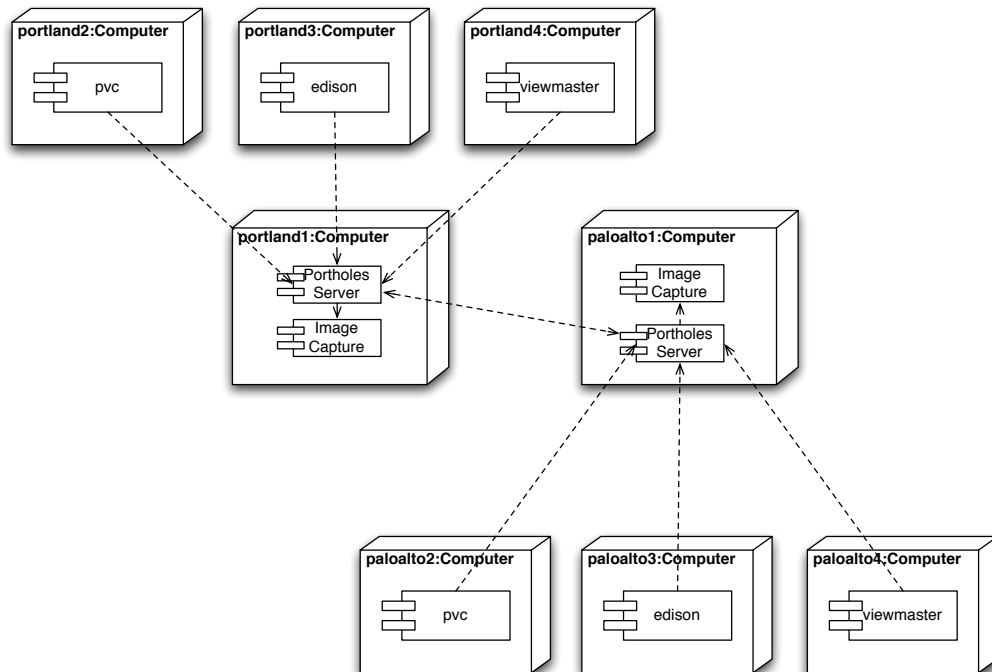 portland2:Computer
pvc
portland3:Computer
edison
portland4:Computer
viewmaster
portland1:Computer
Portholes
Server
Image
Capture
paloalto1:Computer
Image
Capture
Portholes
Server
paloalto2:Computer
pvc
paloalto3:Computer
edison
paloalto4:Computer
viewmaster